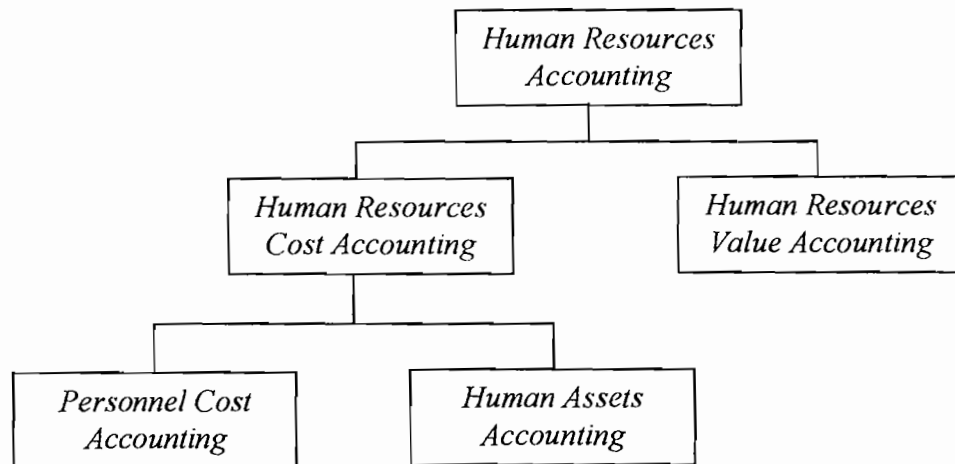 Human Resources
Accounting
Human Resources
Cost Accounting
Human Resources
Value Accounting
Personnel Cost
Accounting
Human Assets
Accounting